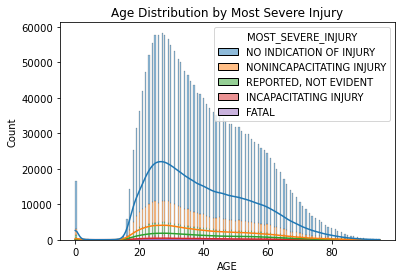 Age Distribution by Most Severe Injury
MOST_SEVERE_INJURY
NO INDICATION OF INJURY
NONINCAPACITATING INJURY
REPORTED, NOT EVIDENT
INCAPACITATING INJURY
FATAL
Count
60000
50000
40000
30000
20000
10000
0
0 20 40 60 80
AGE